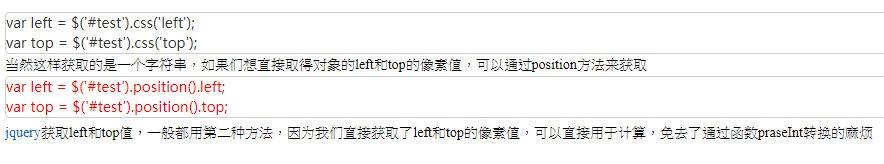 var left = $('#test').css('left');
var top = $('#test').css('top');
当然这样获取的是一个字符串，如果们想直接取得对象的left和top的像素值，可以通过position方法来获取
var left = $('#test').position().left;
var top = $('#test').position().top;
jquery获取left和top值，一般都用第二种方法，因为我们直接获取了left和top的像素值，可以直接用于计算，免去了通过函数praseInt转换的麻烦